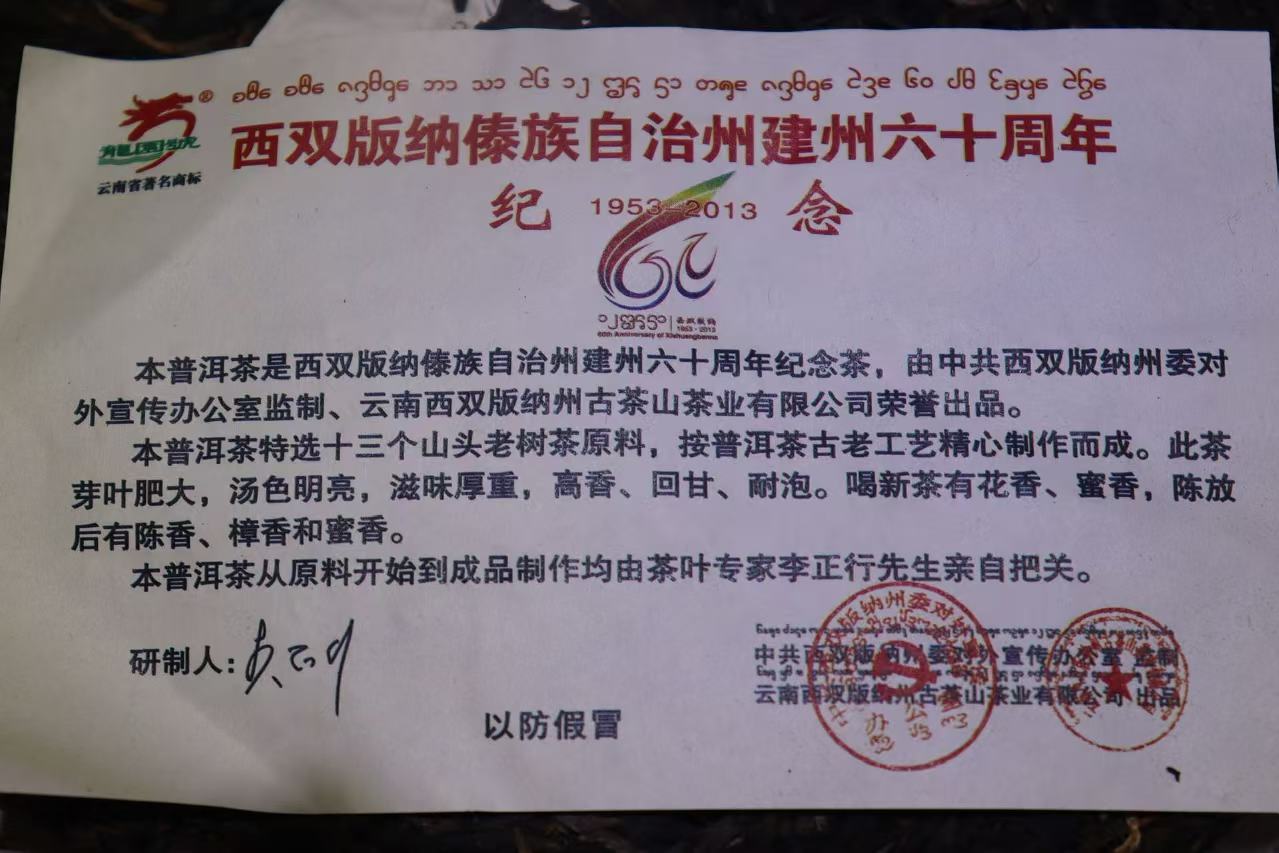 ®
云南省著名商标
西双版纳傣族自治州建州六十周年
纪 1953-2013 念
西双版纳
1953-2013
60th Anniversary of Xishuangbanna
本普洱茶是西双版纳傣族自治州建州六十周年纪念茶，由中共西双版纳州委对
外宣传办公室监制、云南西双版纳州古茶山茶业有限公司荣誉出品。
本普洱茶特选十三个山头老树茶原料，按普洱茶古老工艺精心制作而成。此茶
芽叶肥大，汤色明亮，滋味厚重，高香、回甘、耐泡。喝新茶有花香、蜜香，陈放
后有陈香、樟香和蜜香。
本普洱茶从原料开始到成品制作均由茶叶专家李正行先生亲自把关。
研制人：
中共西双版纳州委对外宣传办公室 监制
云南西双版纳州古茶山茶业有限公司 出品
以防假冒